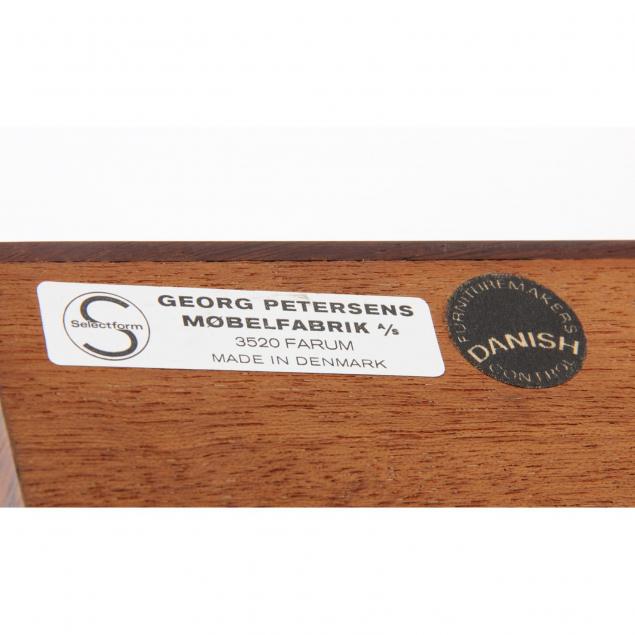 S
Selectform
GEORG PETERSENS
MØBELFABRIK A/S
3520 FARUM
MADE IN DENMARK
FURNITUREMAKERS
DANISH
CONTROL